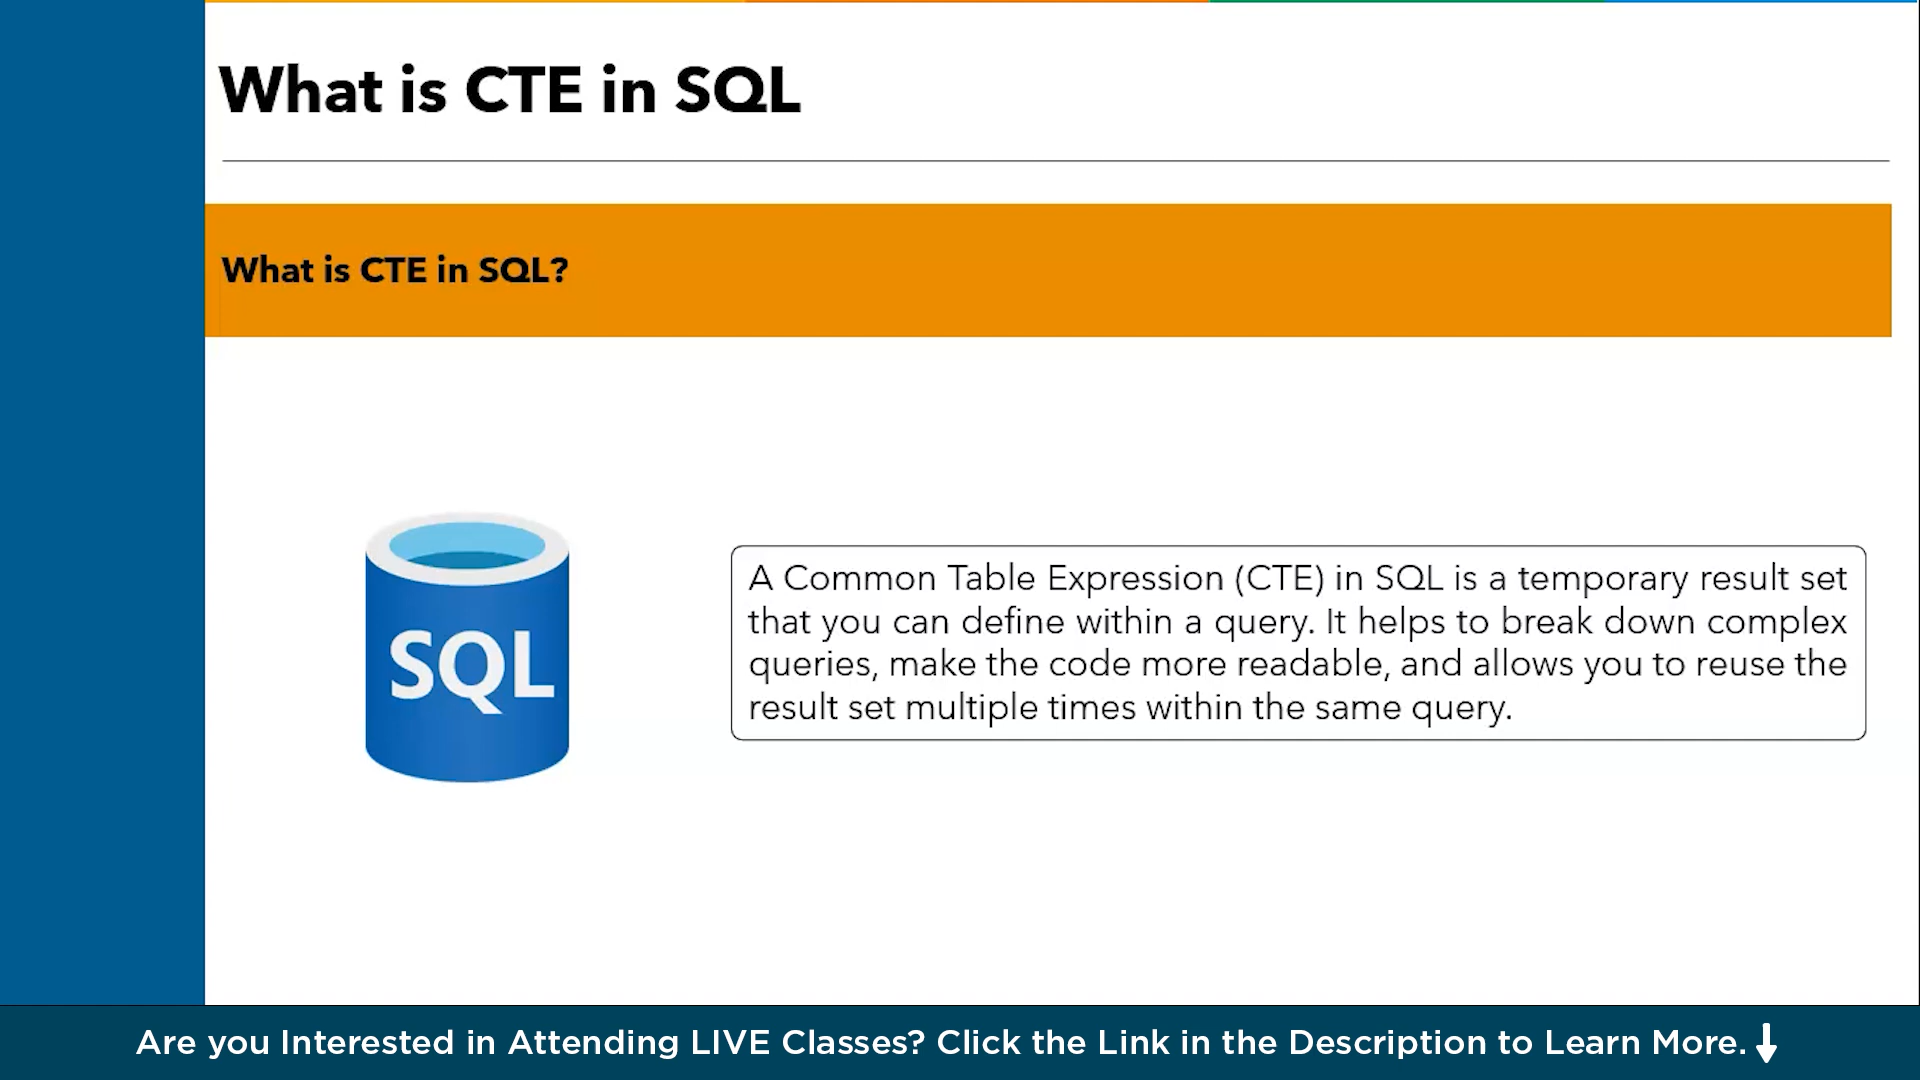 What is CTE in SQL
What is CTE in SQL?
SQL
A Common Table Expression (CTE) in SQL is a temporary result set
that you can define within a query. It helps to break down complex
queries, make the code more readable, and allows you to reuse the
result set multiple times within the same query.
Are you Interested in Attending LIVE Classes? Click the Link in the Description to Learn More.